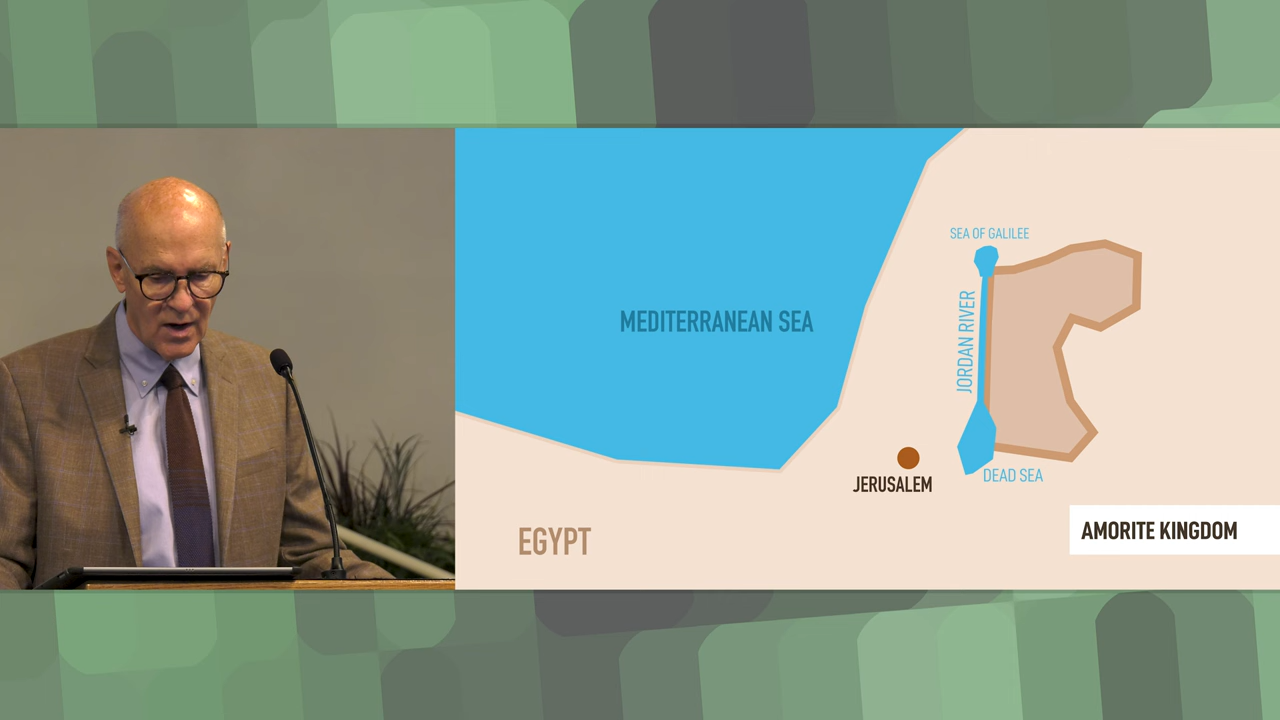 SEA OF GALILEE
JORDAN RIVER
MEDITERRANEAN SEA
JERUSALEM
DEAD SEA
EGYPT
AMORITE KINGDOM